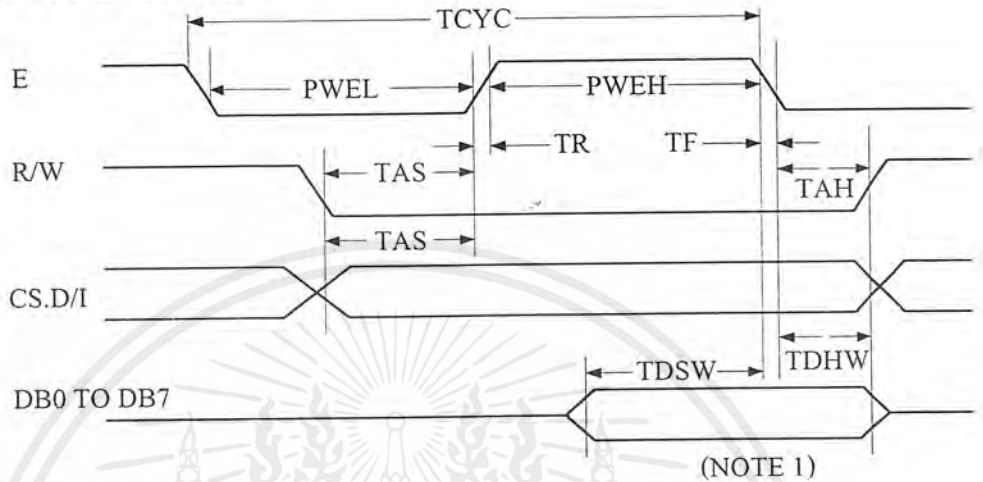 TCYC
E
PWEL
PWEH
TR
TF
R/W
TAS
TAH
TAS
CS.D/I
TDSW
TDHW
DB0 TO DB7
(NOTE 1)